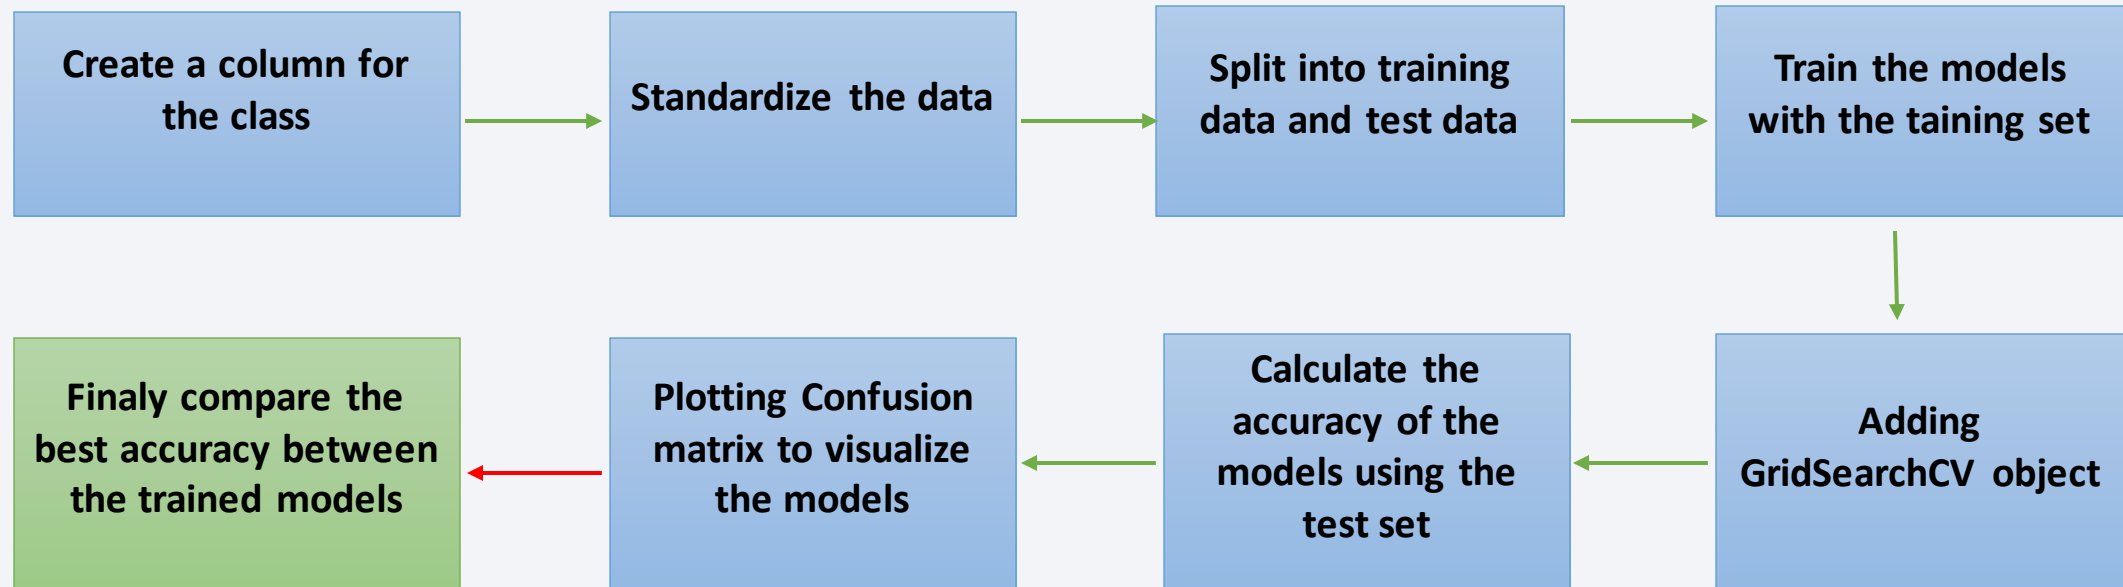 Create a column for
the class
Standardize the data
Split into training
data and test data
Train the models
with the taining set
Adding
GridSearchCV object
Calculate the
accuracy of the
models using the
test set
Plotting Confusion
matrix to visualize
the models
Finaly compare the
best accuracy between
the trained models